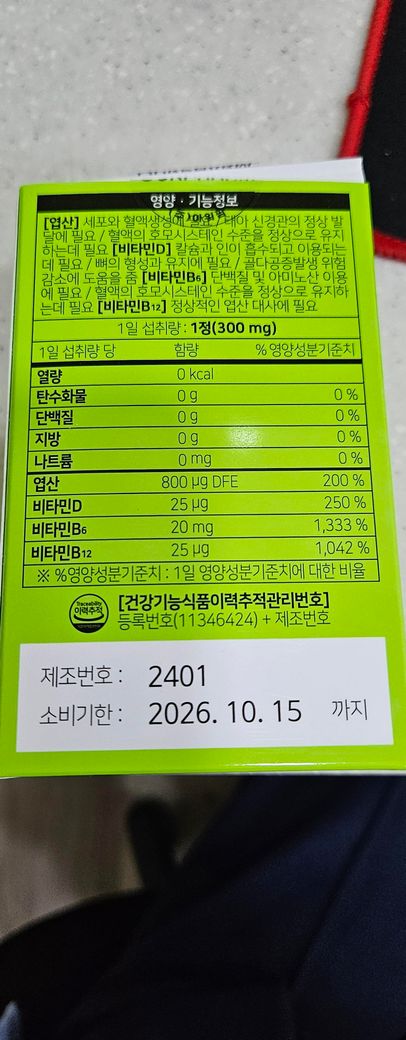 영양·기능정보
[엽산] 세포와 혈액생성에 필요 / 태아 신경관의 정상 발
달에 필요 / 혈액의 호모시스테인 수준을 정상으로 유지
하는데 필요 [비타민D] 칼슘과 인이 흡수되고 이용되는
데 필요 / 뼈의 형성과 유지에 필요 / 골다공증발생 위험
감소에 도움을 줌 [비타민B6] 단백질 및 아미노산 이용
에 필요 / 혈액의 호모시스테인 수준을 정상으로 유지하
는데 필요 [비타민B12] 정상적인 엽산 대사에 필요
1일 섭취량 : 1정(300 mg)
1일 섭취량 당 함량 % 영양성분기준치
열량 0 kcal
탄수화물 0 g 0 %
단백질 0 g 0 %
지방 0 g 0 %
나트륨 0 mg 0 %
엽산 800 μg DFE 200 %
비타민D 25 μg 250 %
비타민B6 20 mg 1,333 %
비타민B12 25 μg 1,042 %
※ %영양성분기준치 : 1일 영양성분기준치에 대한 비율
Traceability
이력추적
[건강기능식품이력추적관리번호]
등록번호(11346424) + 제조번호
제조번호 : 2401
소비기한 : 2026. 10. 15 까지